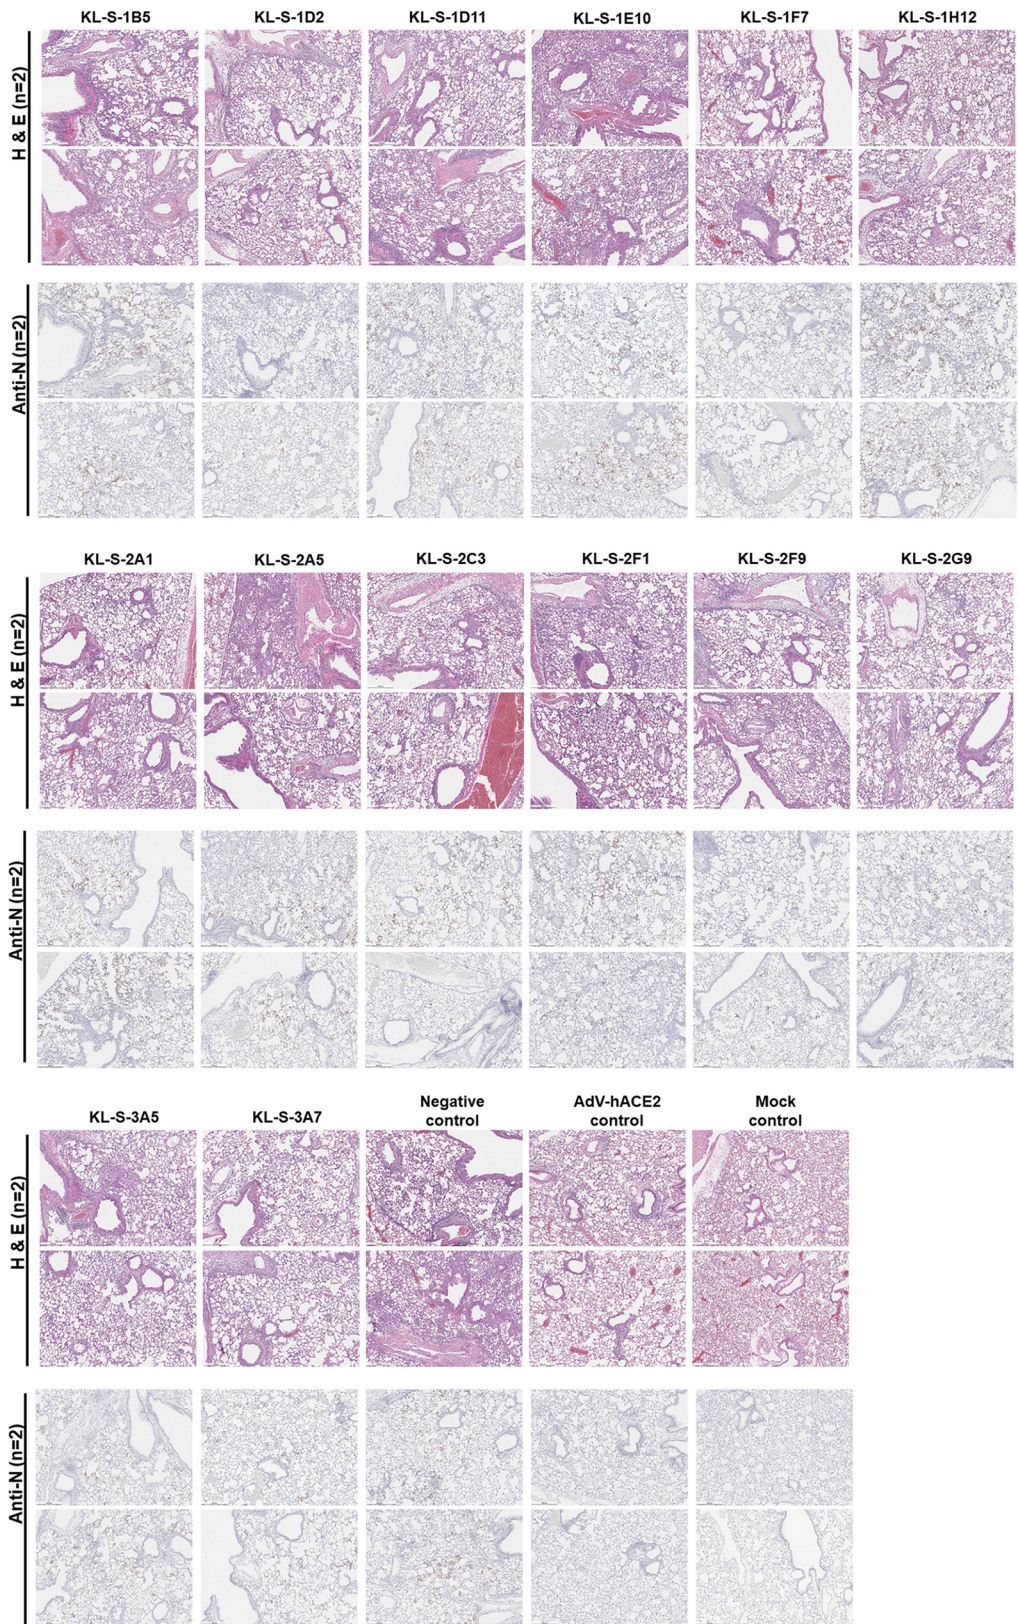 KL-S-1B5 KL-S-1D2 KL-S-1D11 KL-S-1E10 KL-S-1F7 KL-S-1H12
H & E (n=2)
Anti-N (n=2)
KL-S-2A1 KL-S-2A5 KL-S-2C3 KL-S-2F1 KL-S-2F9 KL-S-2G9
H & E (n=2)
Anti-N (n=2)
KL-S-3A5 KL-S-3A7 Negative control AdV-hACE2 control Mock control
H & E (n=2)
Anti-N (n=2)